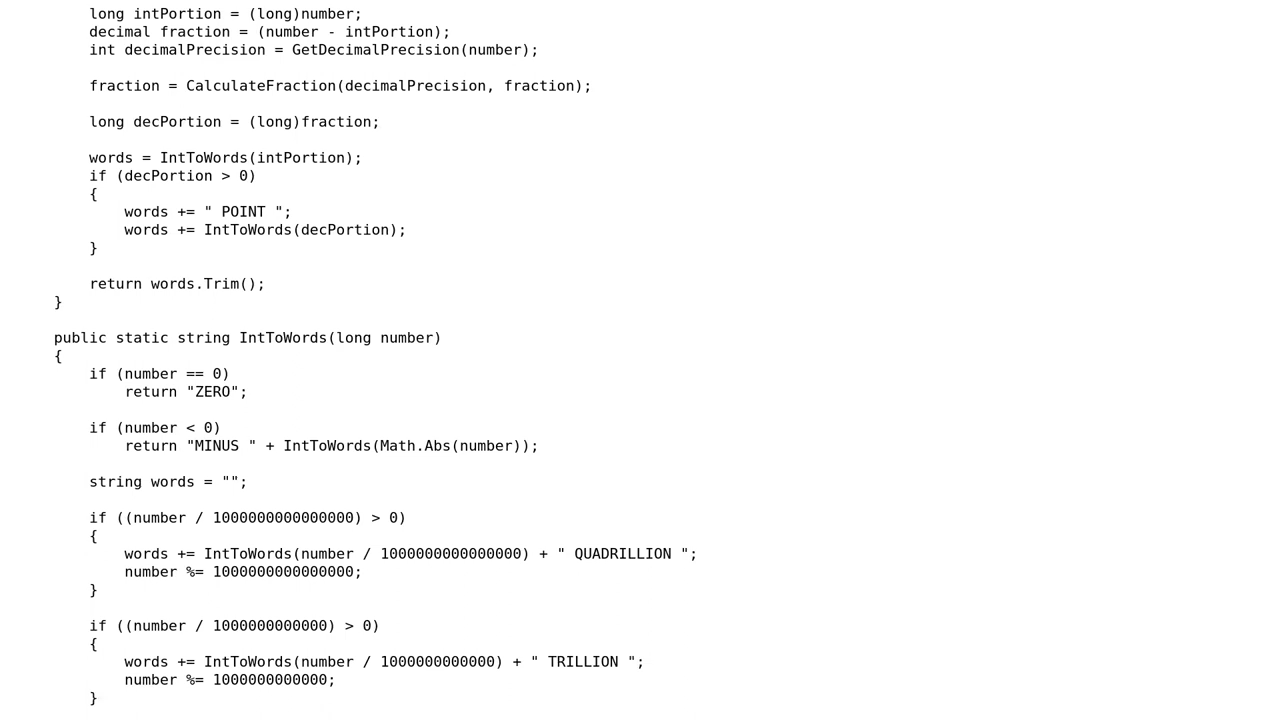 long intPortion = (long)number;
decimal fraction = (number - intPortion);
int decimalPrecision = GetDecimalPrecision(number);
fraction = CalculateFraction(decimalPrecision, fraction);
long decPortion = (long)fraction;
words = IntToWords(intPortion);
if (decPortion > 0)
{
words += " POINT ";
words += IntToWords(decPortion);
}
return words.Trim();
}
public static string IntToWords(long number)
{
if (number == 0)
return "ZERO";
if (number < 0)
return "MINUS " + IntToWords(Math.Abs(number));
string words = "";
if ((number / 1000000000000000) > 0)
{
words += IntToWords(number / 1000000000000000) + " QUADRILLION ";
number %= 1000000000000000;
}
if ((number / 1000000000000) > 0)
{
words += IntToWords(number / 1000000000000) + " TRILLION ";
number %= 1000000000000;
}